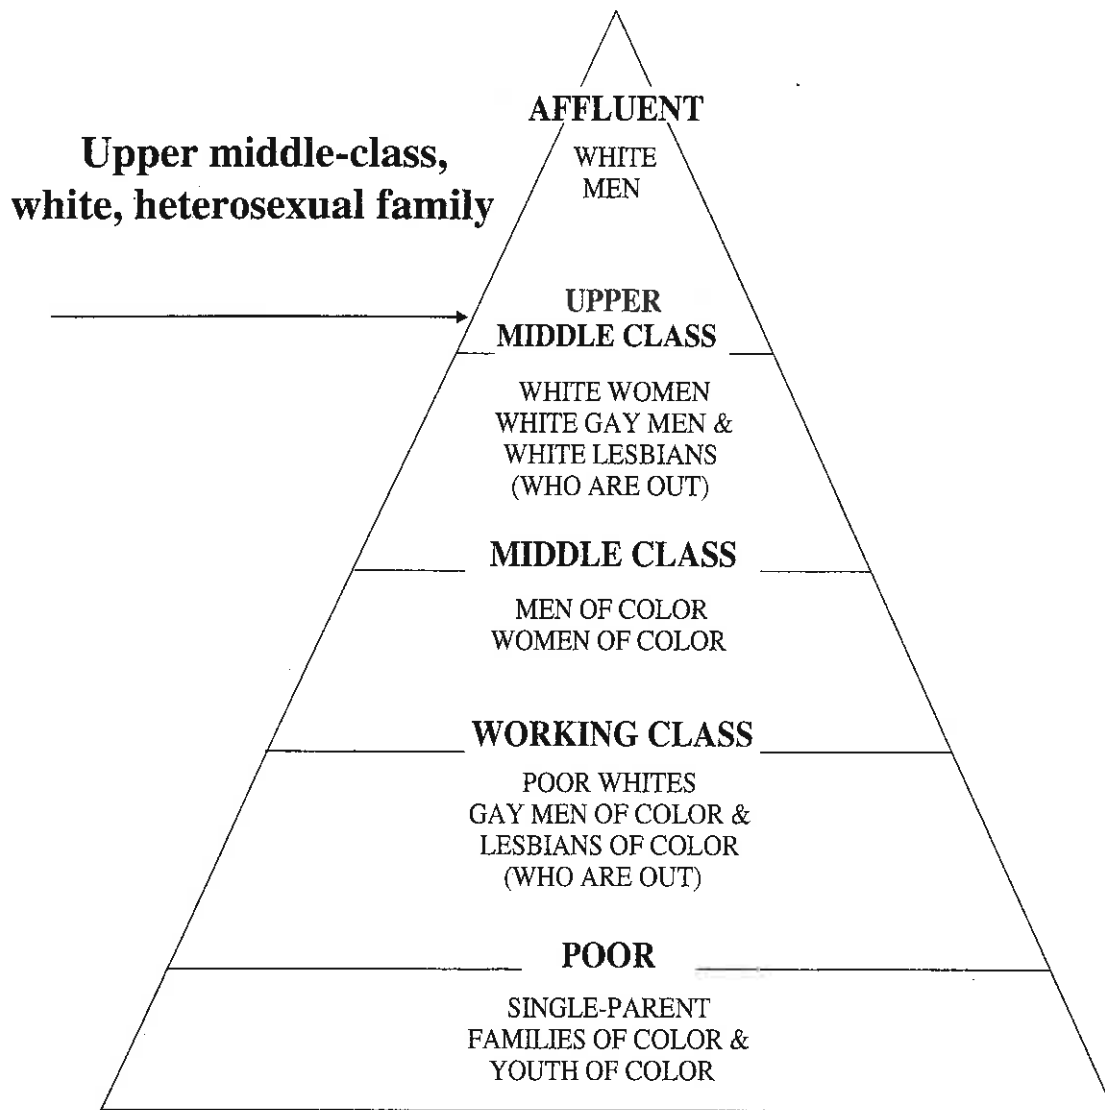 AFFLUENT
WHITE
MEN
Upper middle-class,
white, heterosexual family
UPPER
MIDDLE CLASS
WHITE WOMEN
WHITE GAY MEN &
WHITE LESBIANS
(WHO ARE OUT)
MIDDLE CLASS
MEN OF COLOR
WOMEN OF COLOR
WORKING CLASS
POOR WHITES
GAY MEN OF COLOR &
LESBIANS OF COLOR
(WHO ARE OUT)
POOR
SINGLE-PARENT
FAMILIES OF COLOR &
YOUTH OF COLOR